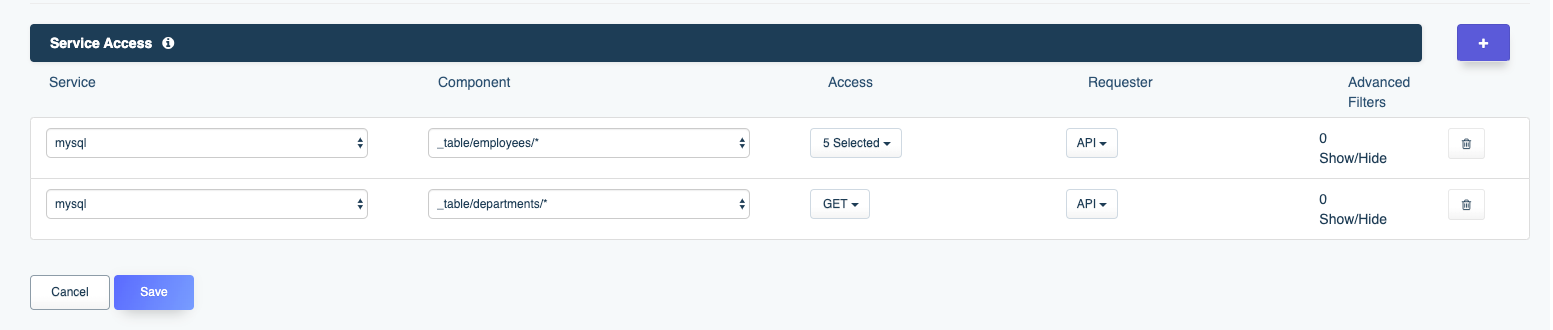 Service Access
+
Service Component Access Requester Advanced
Filters
mysql _table/employees/* 5 Selected API 0
Show/Hide
mysql _table/departments/* GET API 0
Show/Hide
Cancel Save